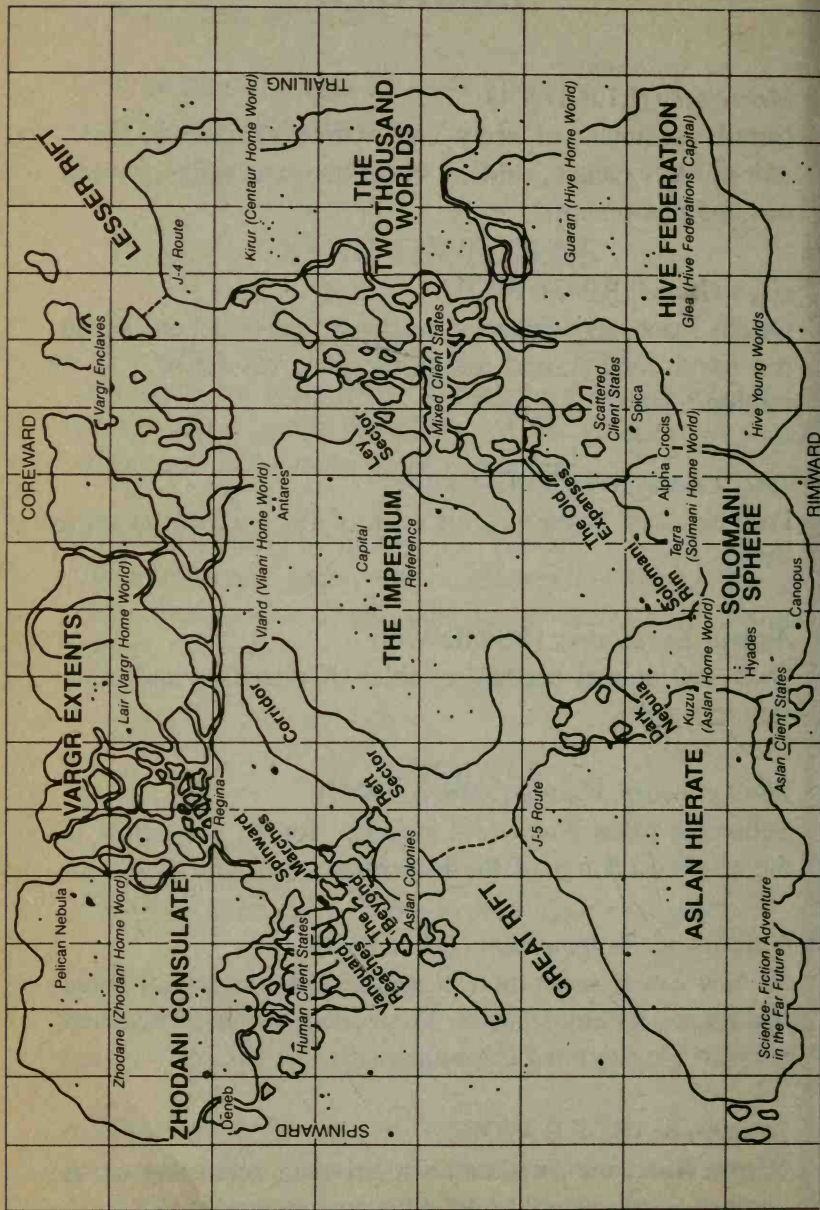 COREWARD
LESSER RIFT
Vargr Enclaves
J-4 Route
TRAILING
VARGR EXTENTS
Lair (Vargr Home World)
Pelican Nebula
Zhodane (Zhodani Home Word)
ZHODANI CONSULATE
Deneb
Regina
Kirur (Centaur Home World)
THE
TWO THOUSAND
WORLDS
Vland (Vilani Home World)
Antares
Corridor
Ley
Sector
Mixed Client States
Spinward
Marches
Human Client States
SPINWARD
Capital
THE IMPERIUM
Reference
Reft
Sector
The
Beyond
Vanguard
Reaches
Aslan Colonies
GREAT RIFT
J-5 Route
Guaran (Hiye Home World)
HIVE FEDERATION
Glea (Hive Federations Capital)
Scattered
Client States
Spica
The Old
Expanses
Alpha Crocis
Terra
(Solmani Home World)
Solomani
Rim
Dark
Nebula
Kuzu
(Aslan Home World)
ASLAN HIERATE
SOLOMANI
SPHERE
Hive Young Worlds
Hyades
Canopus
Aslan Client States
Science-Fiction Adventure
in the Far Future
RIMWARD